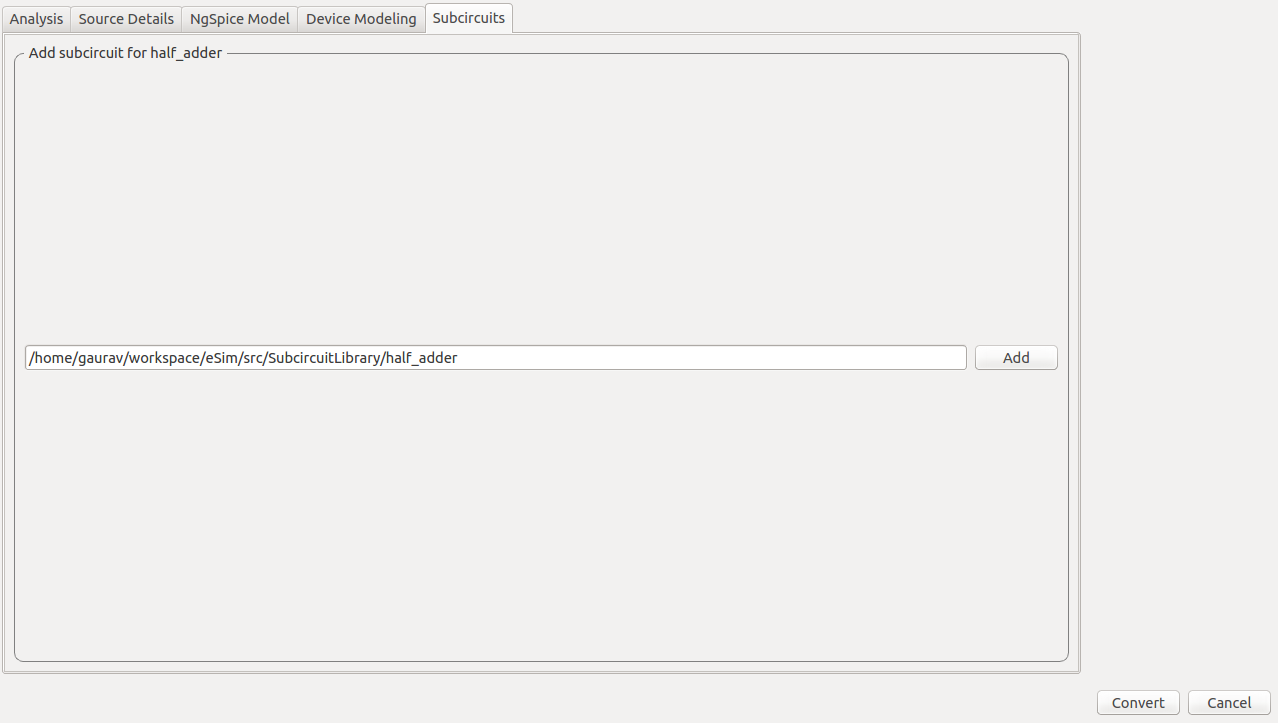 Analysis Source Details NgSpice Model Device Modeling Subcircuits
Add subcircuit for half_adder
/home/gaurav/workspace/eSim/src/SubcircuitLibrary/half_adder Add
Convert Cancel